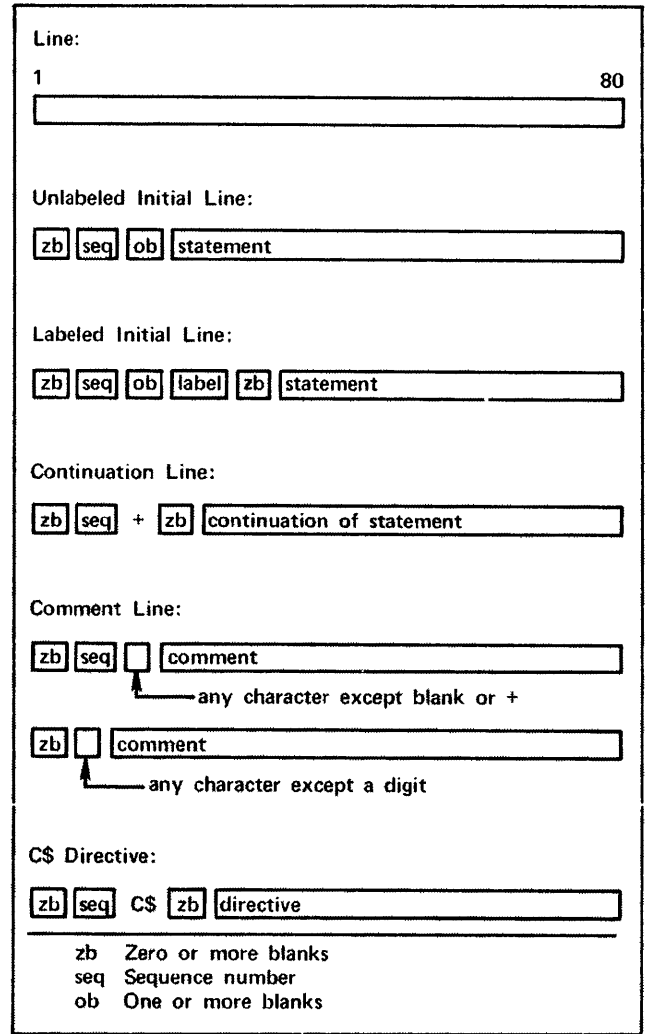 Line:
1 80
Unlabeled Initial Line:
zb seq ob statement
Labeled Initial Line:
zb seq ob label zb statement
Continuation Line:
zb seq + zb continuation of statement
Comment Line:
zb seq comment
any character except blank or +
zb comment
any character except a digit
C$ Directive:
zb seq C$ zb directive
zb Zero or more blanks
seq Sequence number
ob One or more blanks